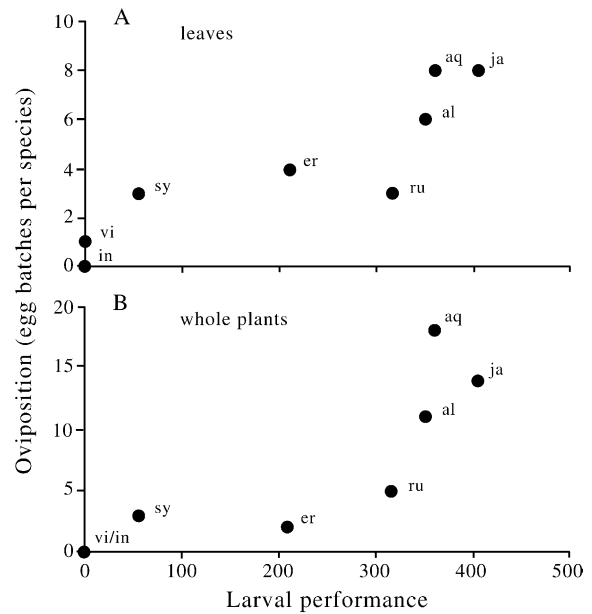 A
leaves
10
8
6
4
2
0
aq
ja
al
er
ru
sy
vi
in
Oviposition (egg batches per species)
B
whole plants
20
15
10
5
0
aq
ja
al
ru
er
sy
vi/in
0 100 200 300 400 500
Larval performance